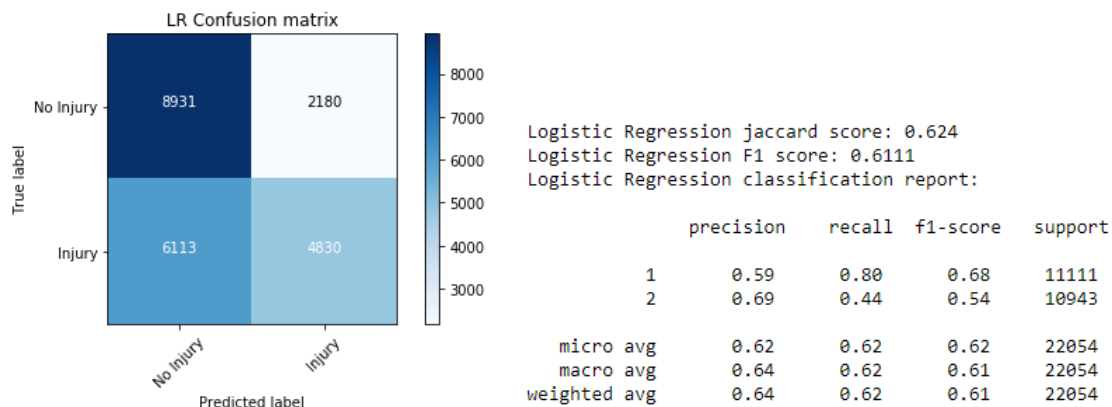 LR Confusion matrix
No Injury
8931
2180
Injury
6113
4830
True label
No Injury
Injury
Predicted label
8000
7000
6000
5000
4000
3000
Logistic Regression jaccard score: 0.624
Logistic Regression F1 score: 0.6111
Logistic Regression classification report:
precision recall f1-score support
1 0.59 0.80 0.68 11111
2 0.69 0.44 0.54 10943
micro avg 0.62 0.62 0.62 22054
macro avg 0.64 0.62 0.61 22054
weighted avg 0.64 0.62 0.61 22054